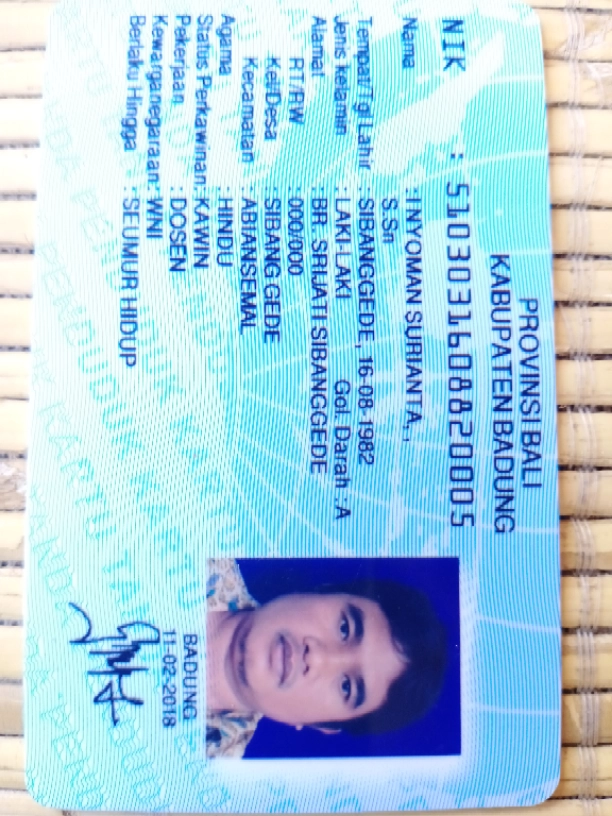 PROVINSI BALI
KABUPATEN BADUNG
NIK : 5103031608820005
Nama : I NYOMAN SURIANTA, ,
S.Sn
Tempat/Tgl Lahir : SIBANGGEDE, 16-08-1982
Jenis kelamin : LAKI-LAKI Gol. Darah : A
Alamat : BR. SRIJATI SIBANGGEDE
RT/RW : 000/000
Kel/Desa : SIBANG GEDE
Kecamatan : ABIANSEMAL
Agama : HINDU
Status Perkawinan: KAWIN
Pekerjaan : DOSEN
Kewarganegaraan: WNI
Berlaku Hingga : SEUMUR HIDUP
BADUNG
11-02-2018